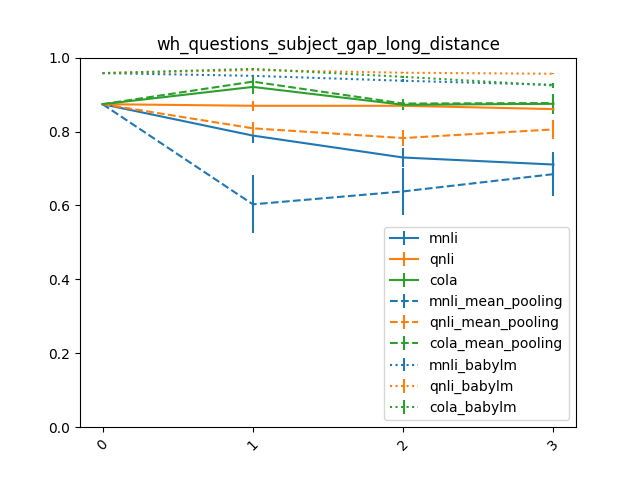 wh_questions_subject_gap_long_distance
1.0
0.8
0.6
0.4
0.2
0.0
0
1
2
3
mnli
qnli
cola
mnli_mean_pooling
qnli_mean_pooling
cola_mean_pooling
mnli_babylm
qnli_babylm
cola_babylm